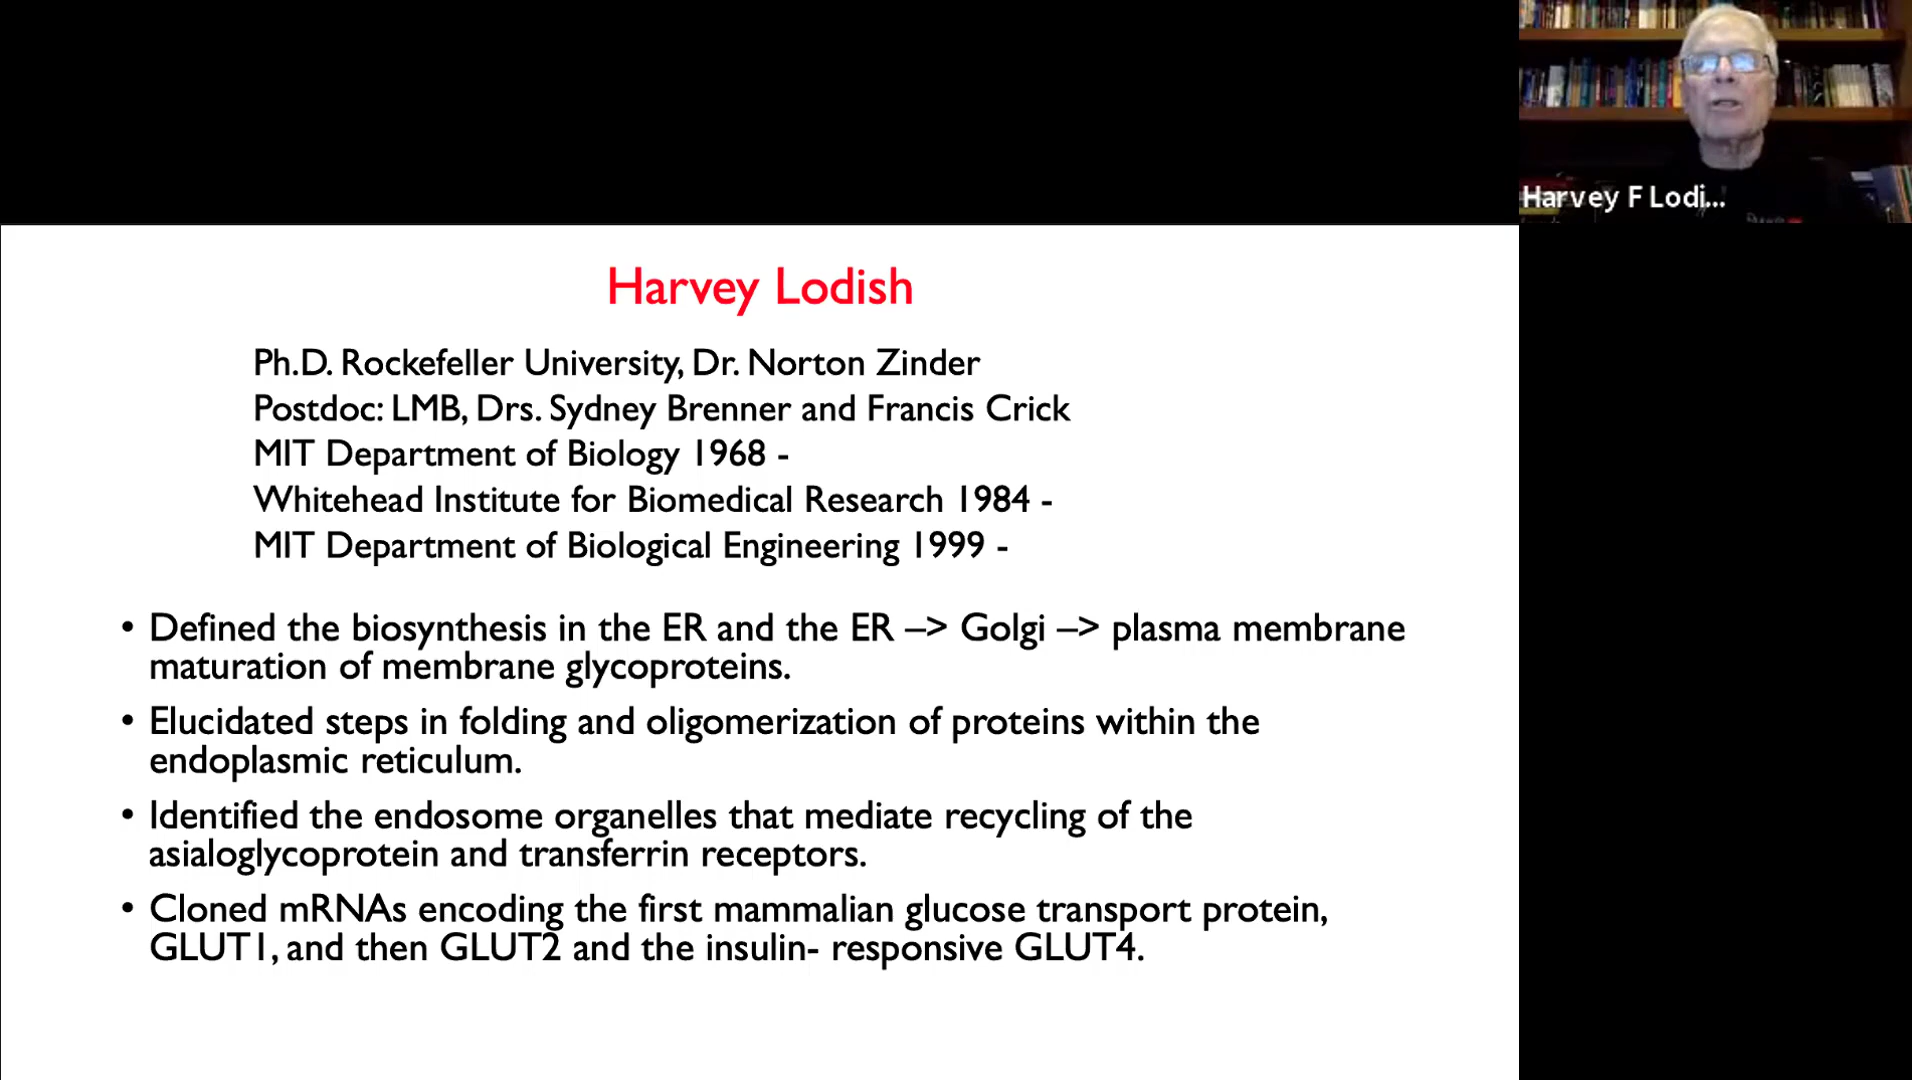 Harvey F Lodi...
Harvey Lodish
Ph.D. Rockefeller University, Dr. Norton Zinder
Postdoc: LMB, Drs. Sydney Brenner and Francis Crick
MIT Department of Biology 1968 -
Whitehead Institute for Biomedical Research 1984 -
MIT Department of Biological Engineering 1999 -
• Defined the biosynthesis in the ER and the ER –> Golgi –> plasma membrane
maturation of membrane glycoproteins.
• Elucidated steps in folding and oligomerization of proteins within the
endoplasmic reticulum.
• Identified the endosome organelles that mediate recycling of the
asialoglycoprotein and transferrin receptors.
• Cloned mRNAs encoding the first mammalian glucose transport protein,
GLUT1, and then GLUT2 and the insulin- responsive GLUT4.